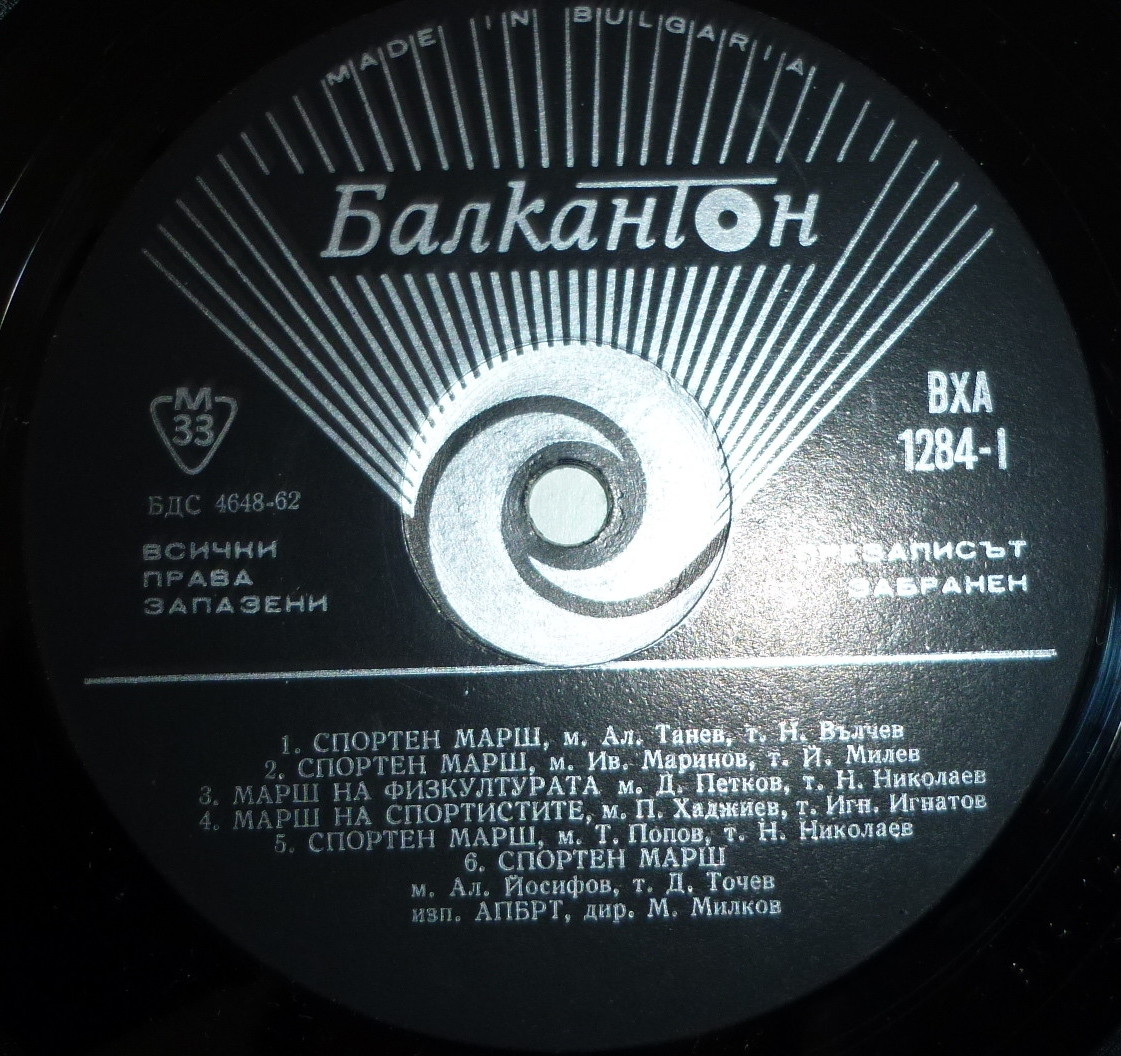 MADE IN BULGARIA
Балкантон
М
33
ВХА
1284-1
БДС 4648-62
ВСИЧКИ
ПРАВА
ЗАПАЗЕНИ
ПРЕЗАПИСЪТ
ЗАБРАНЕН
1. СПОРТЕН МАРШ, м. Ал. Танев, т. Н. Вълчев
2. СПОРТЕН МАРШ, м. Ив. Маринов, т. Й. Милев
3. МАРШ НА ФИЗКУЛТУРАТА м. Д. Петков, т. Н. Николаев
4. МАРШ НА СПОРТИСТИТЕ, м. П. Хаджиев, т. Игн. Игнатов
5. СПОРТЕН МАРШ, м. Т. Попов, т. Н. Николаев
6. СПОРТЕН МАРШ
м. Ал. Йосифов, т. Д. Точев
изп. АПБРТ, дир. М. Милков